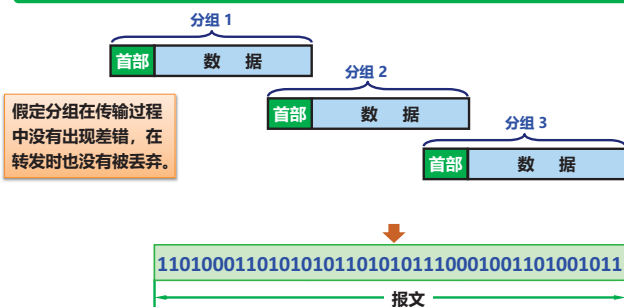 分组 1
首部 数 据
分组 2
首部 数 据
分组 3
首部 数 据
假定分组在传输过程
中没有出现差错，在
转发时也没有被丢弃。
1101000110101010110101011100010011010010​11
报文